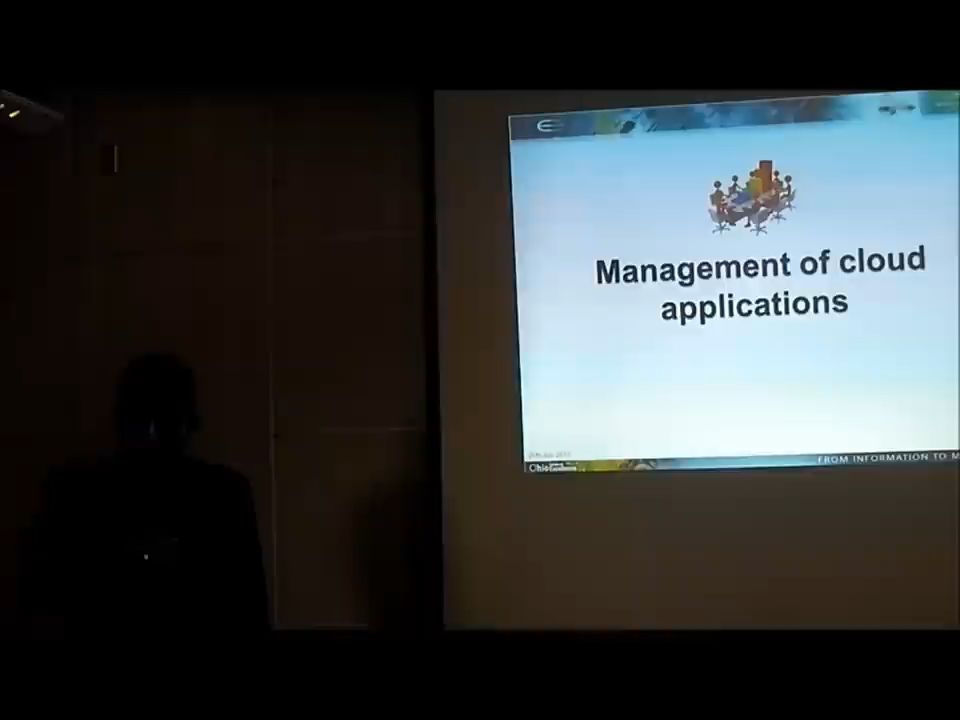 Management of cloud
applications
FROM INFORMATION TO M